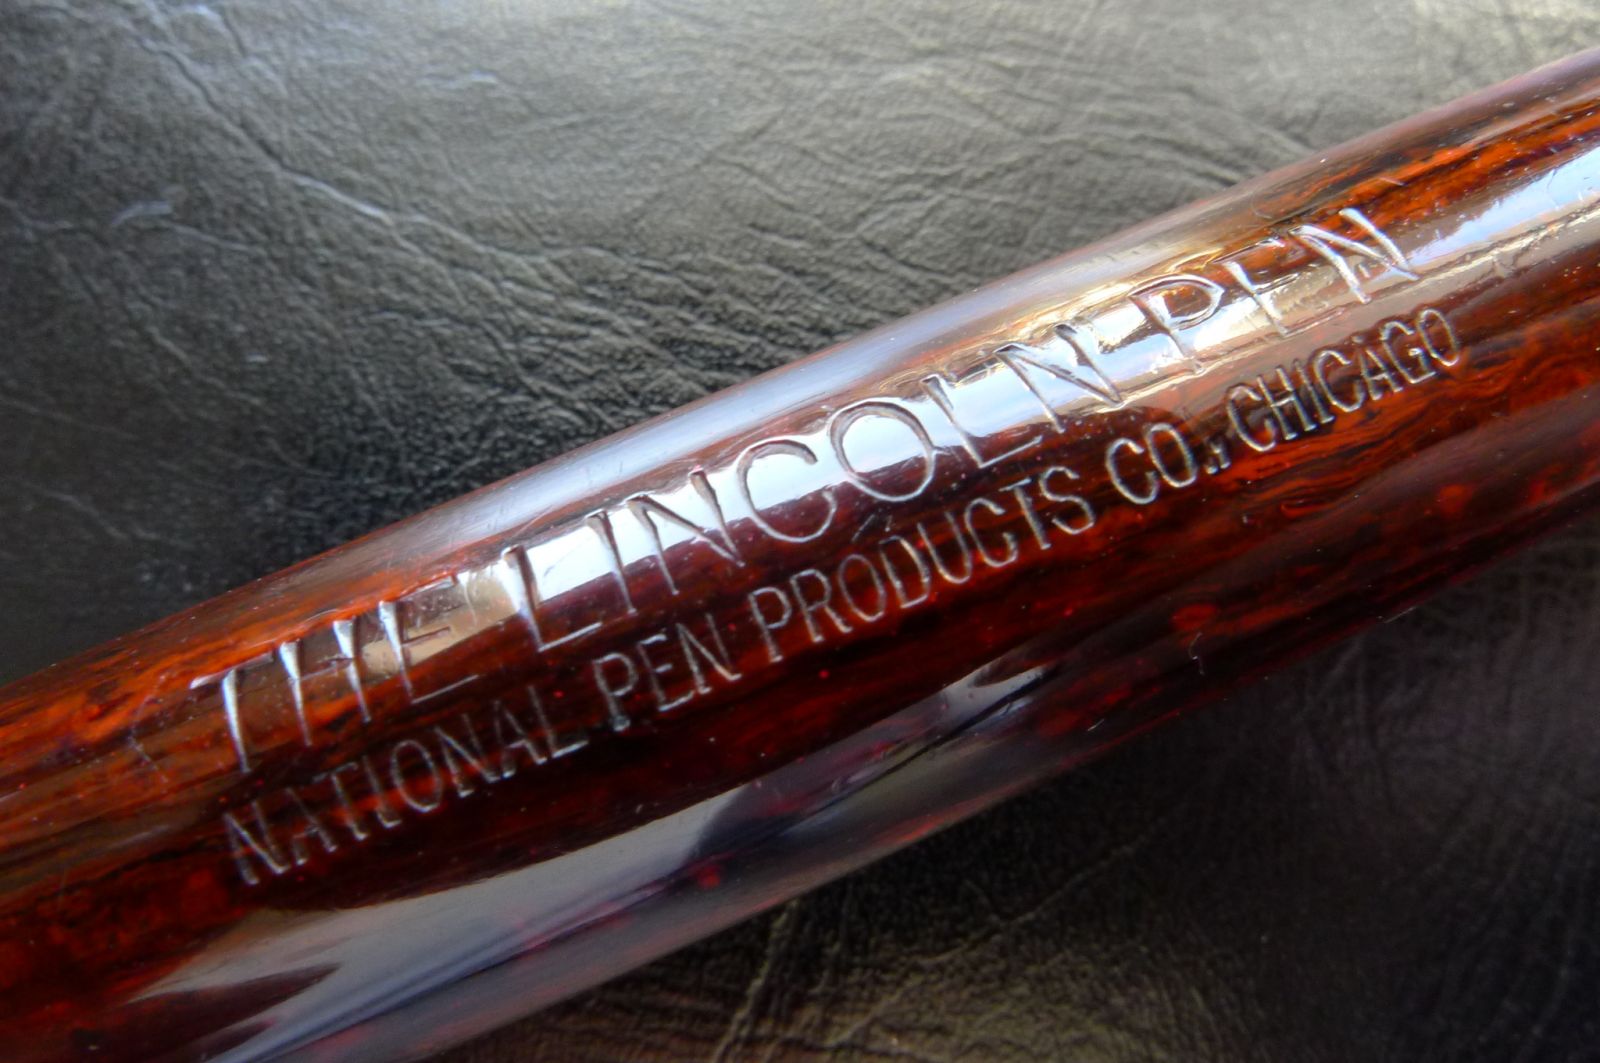 THE LINCOLN PEN
NATIONAL PEN PRODUCTS CO., CHICAGO